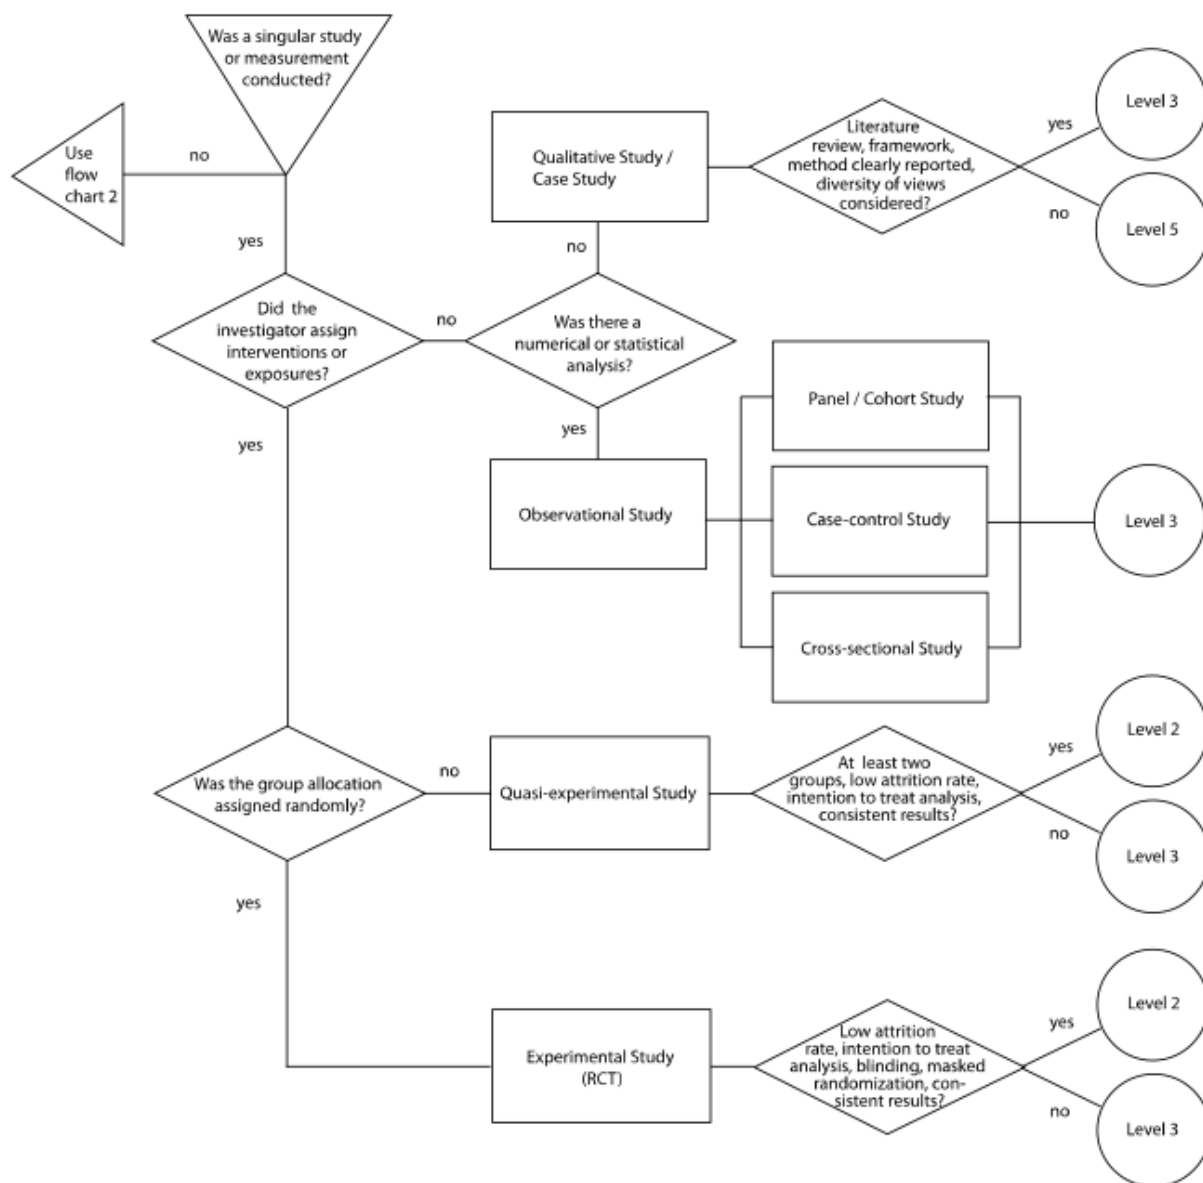 Was a singular study
or measurement
conducted?
Use
flow
chart 2
no
yes
Qualitative Study /
Case Study
Literature
review, framework,
method clearly reported,
diversity of views
considered?
yes
Level 3
no
Level 5
no
Did  the
investigator assign
interventions or
exposures?
no
Was there a
numerical or statistical
analysis?
yes
yes
Observational Study
Panel / Cohort Study
Case-control Study
Cross-sectional Study
Level 3
Was the group allocation
assigned randomly?
no
Quasi-experimental Study
At  least two
groups, low attrition rate,
intention to treat analysis,
consistent results?
yes
Level 2
no
Level 3
yes
Experimental Study
(RCT)
Low attrition
rate, intention to treat
analysis, blinding, masked
randomization, con-
sistent results?
yes
Level 2
no
Level 3